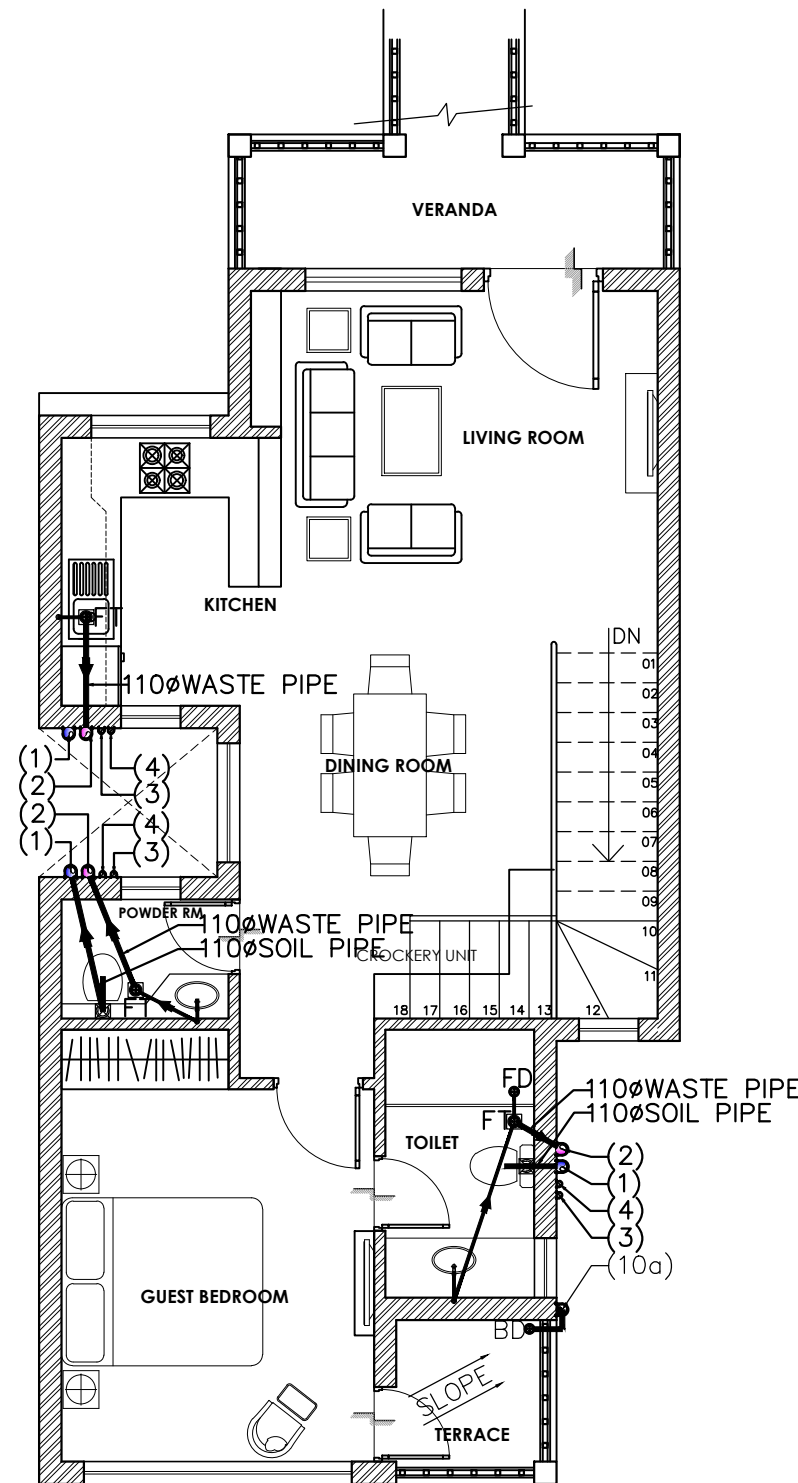 VERANDA
LIVING ROOM
KITCHEN
FT
DN
01
02
03
04
05
06
07
08
09
10
11
12
18 17 16 15 14 13
110øWASTE PIPE
DINING ROOM
(1)
(2)
(2)
(1)
(4)
(3)
(4)
(3)
POWDER RM
110øWASTE PIPE
110øSOIL PIPE
CROCKERY UNIT
FD
FT
TOILET
110øWASTE PIPE
110øSOIL PIPE
(2)
(1)
(4)
(3)
(10a)
GUEST BEDROOM
BD
SLOPE
TERRACE